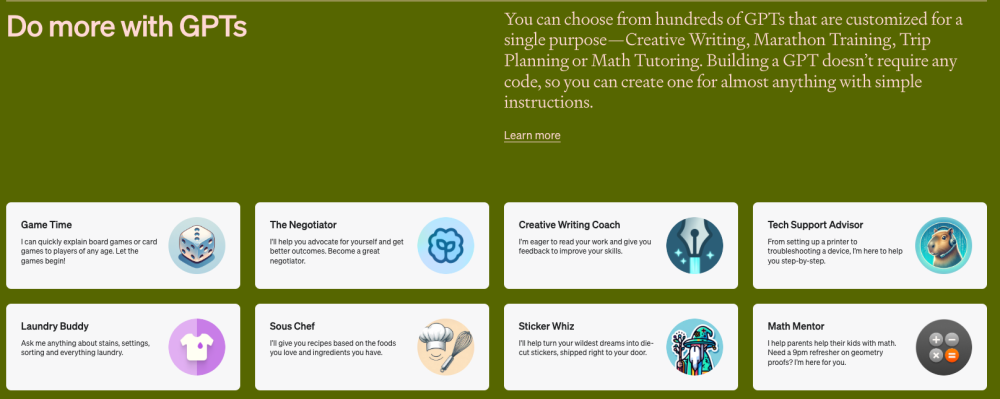 Do more with GPTs
You can choose from hundreds of GPTs that are customized for a
single purpose—Creative Writing, Marathon Training, Trip
Planning or Math Tutoring. Building a GPT doesn’t require any
code, so you can create one for almost anything with simple
instructions.
Learn more
Game Time
I can quickly explain board games or card
games to players of any age. Let the
games begin!
The Negotiator
I'll help you advocate for yourself and get
better outcomes. Become a great
negotiator.
Creative Writing Coach
I'm eager to read your work and give you
feedback to improve your skills.
Tech Support Advisor
From setting up a printer to
troubleshooting a device, I'm here to help
you step-by-step.
Laundry Buddy
Ask me anything about stains, settings,
sorting and everything laundry.
Sous Chef
I'll give you recipes based on the foods
you love and ingredients you have.
Sticker Whiz
I'll help turn your wildest dreams into die-
cut stickers, shipped right to your door.
Math Mentor
I help parents help their kids with math.
Need a 9pm refresher on geometry
proofs? I'm here for you.